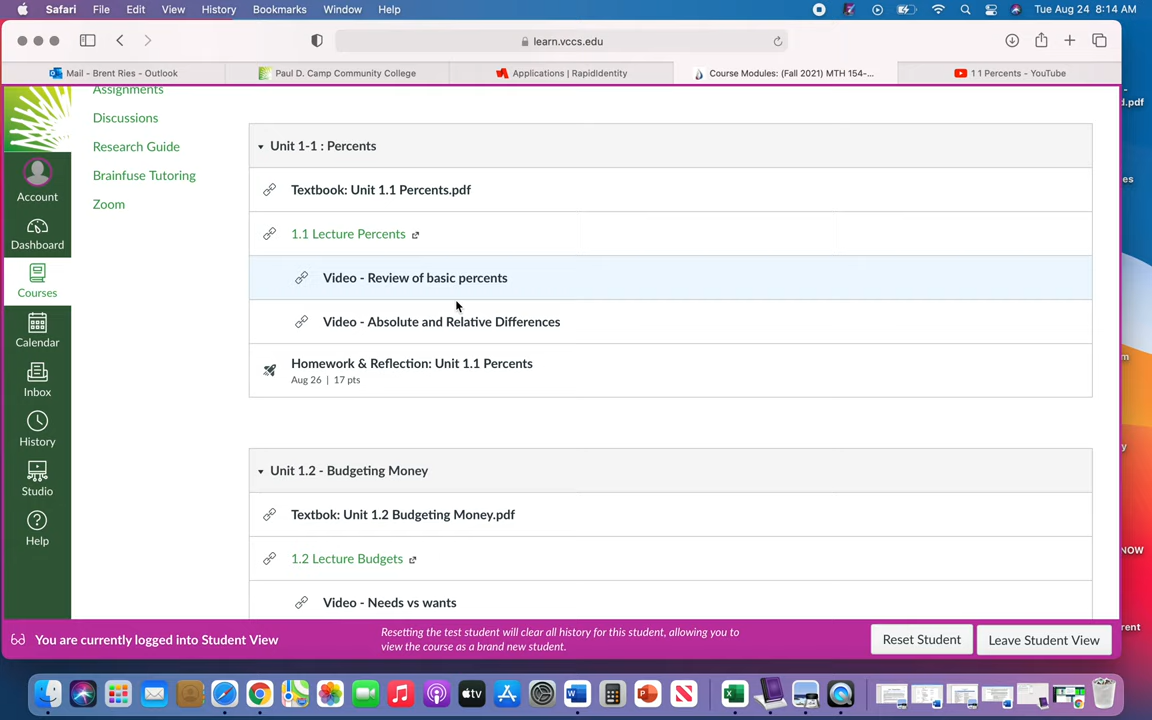 Safari File Edit View History Bookmarks Window Help Tue Aug 24 8:14 AM
learn.vccs.edu
Mail - Brent Ries - Outlook Paul D. Camp Community College Applications | RapidIdentity Course Modules: (Fall 2021) MTH 154-... 1 1 Percents - YouTube
Assignments
Discussions
Research Guide
Brainfuse Tutoring
Zoom
Account
Dashboard
Courses
Calendar
Inbox
History
Studio
Help
Unit 1-1 : Percents
Textbook: Unit 1.1 Percents.pdf
1.1 Lecture Percents
Video - Review of basic percents
Video - Absolute and Relative Differences
Homework & Reflection: Unit 1.1 Percents
Aug 26 | 17 pts
Unit 1.2 - Budgeting Money
Textbok: Unit 1.2 Budgeting Money.pdf
1.2 Lecture Budgets
Video - Needs vs wants
You are currently logged into Student View
Resetting the test student will clear all history for this student, allowing you to
view the course as a brand new student.
Reset Student
Leave Student View
d.pdf
es
m
y
NOW
rent
tv